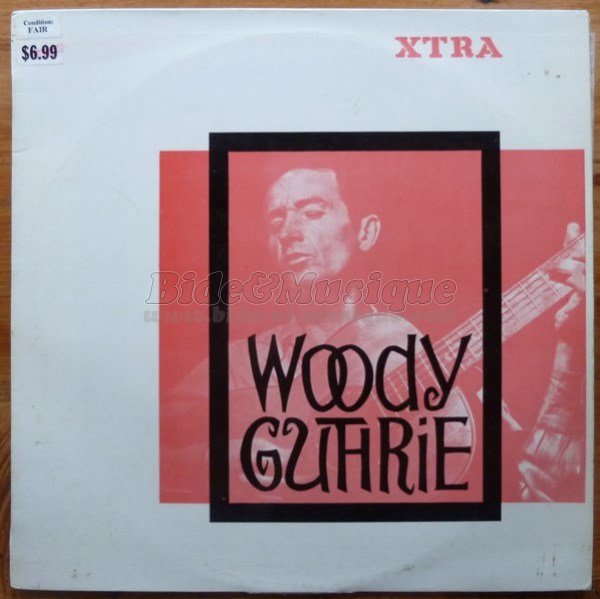 Condition:
FAIR
$6.99
XTRA
Bide&Musique
WOODY
GUTHRIE